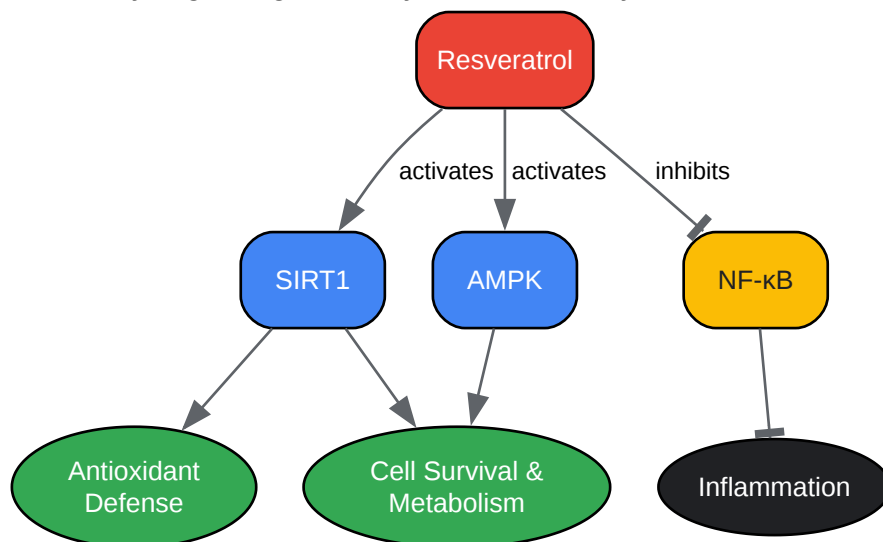 Resveratrol
activates
activates
inhibits
SIRT1
AMPK
NF-κB
Antioxidant
Defense
Cell Survival &
Metabolism
Inflammation